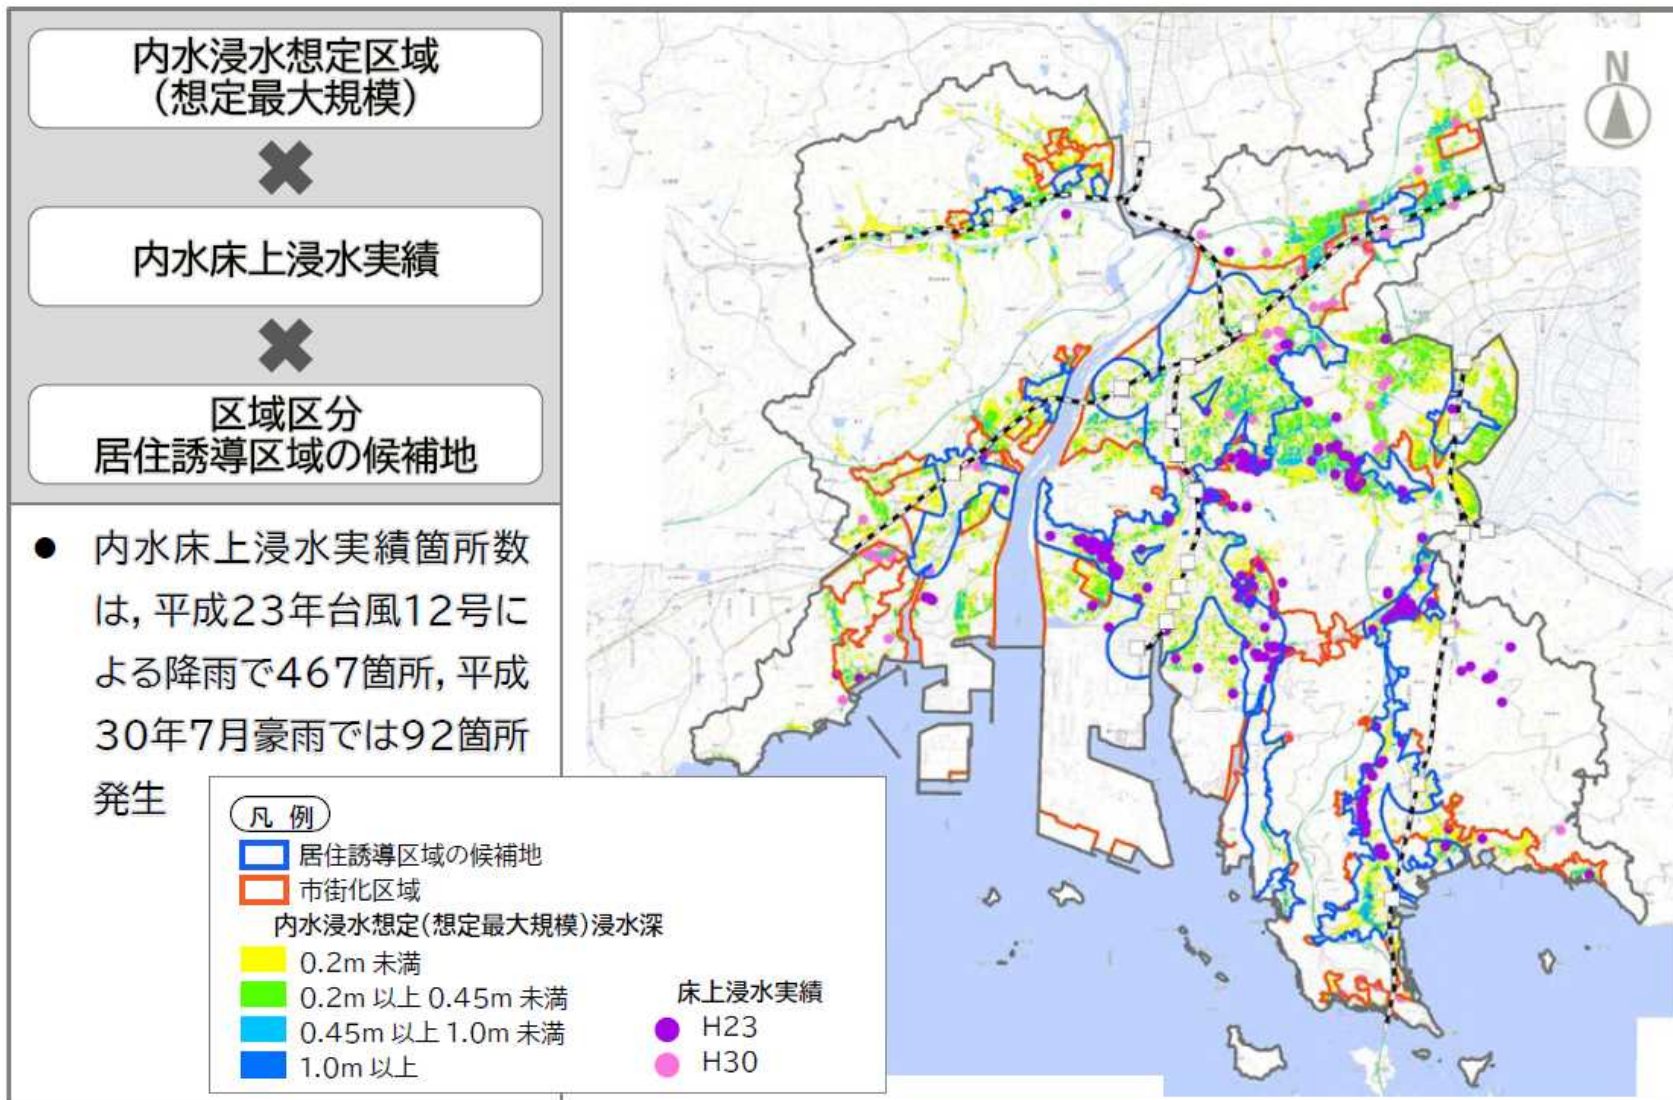 内水浸水想定区域
（想定最大規模）
内水床上浸水実績
区域区分
居住誘導区域の候補地
● 内水床上浸水実績箇所数
は，平成23年台風12号に
よる降雨で467箇所，平成
30年7月豪雨では92箇所
発生
N
凡 例
居住誘導区域の候補地
市街化区域
内水浸水想定(想定最大規模)浸水深
0.2m 未満
0.2m 以上 0.45m 未満
0.45m 以上 1.0m 未満
1.0m 以上
床上浸水実績
H23
H30